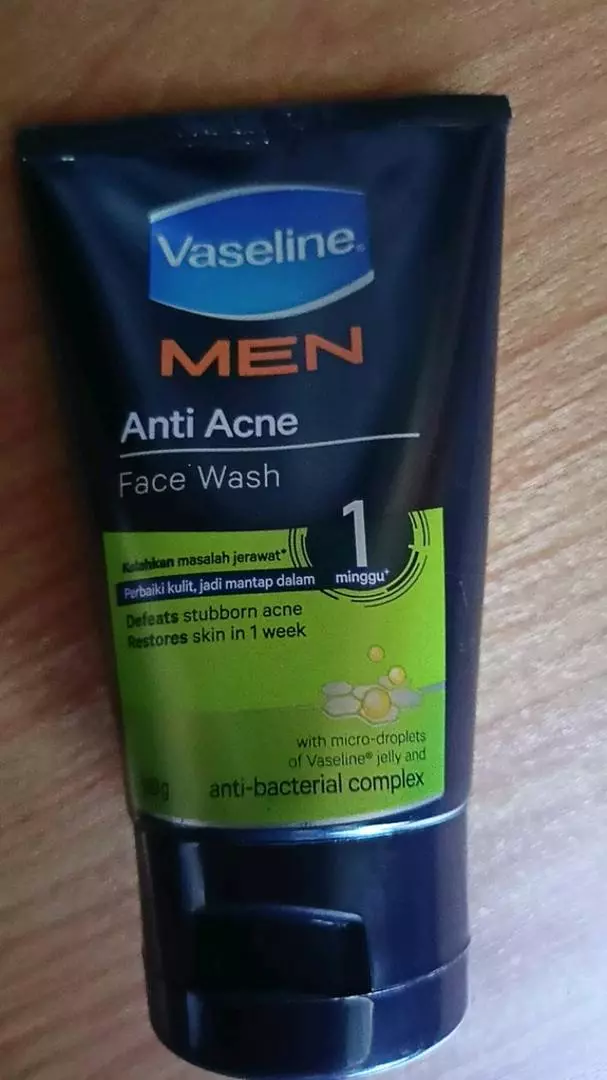 Vaseline®
MEN
Anti Acne
Face Wash
Kalahkan masalah jerawat*
Perbaiki kulit, jadi mantap dalam
1
minggu*
Defeats stubborn acne
Restores skin in 1 week
with micro-droplets
of Vaseline® jelly and
anti-bacterial complex